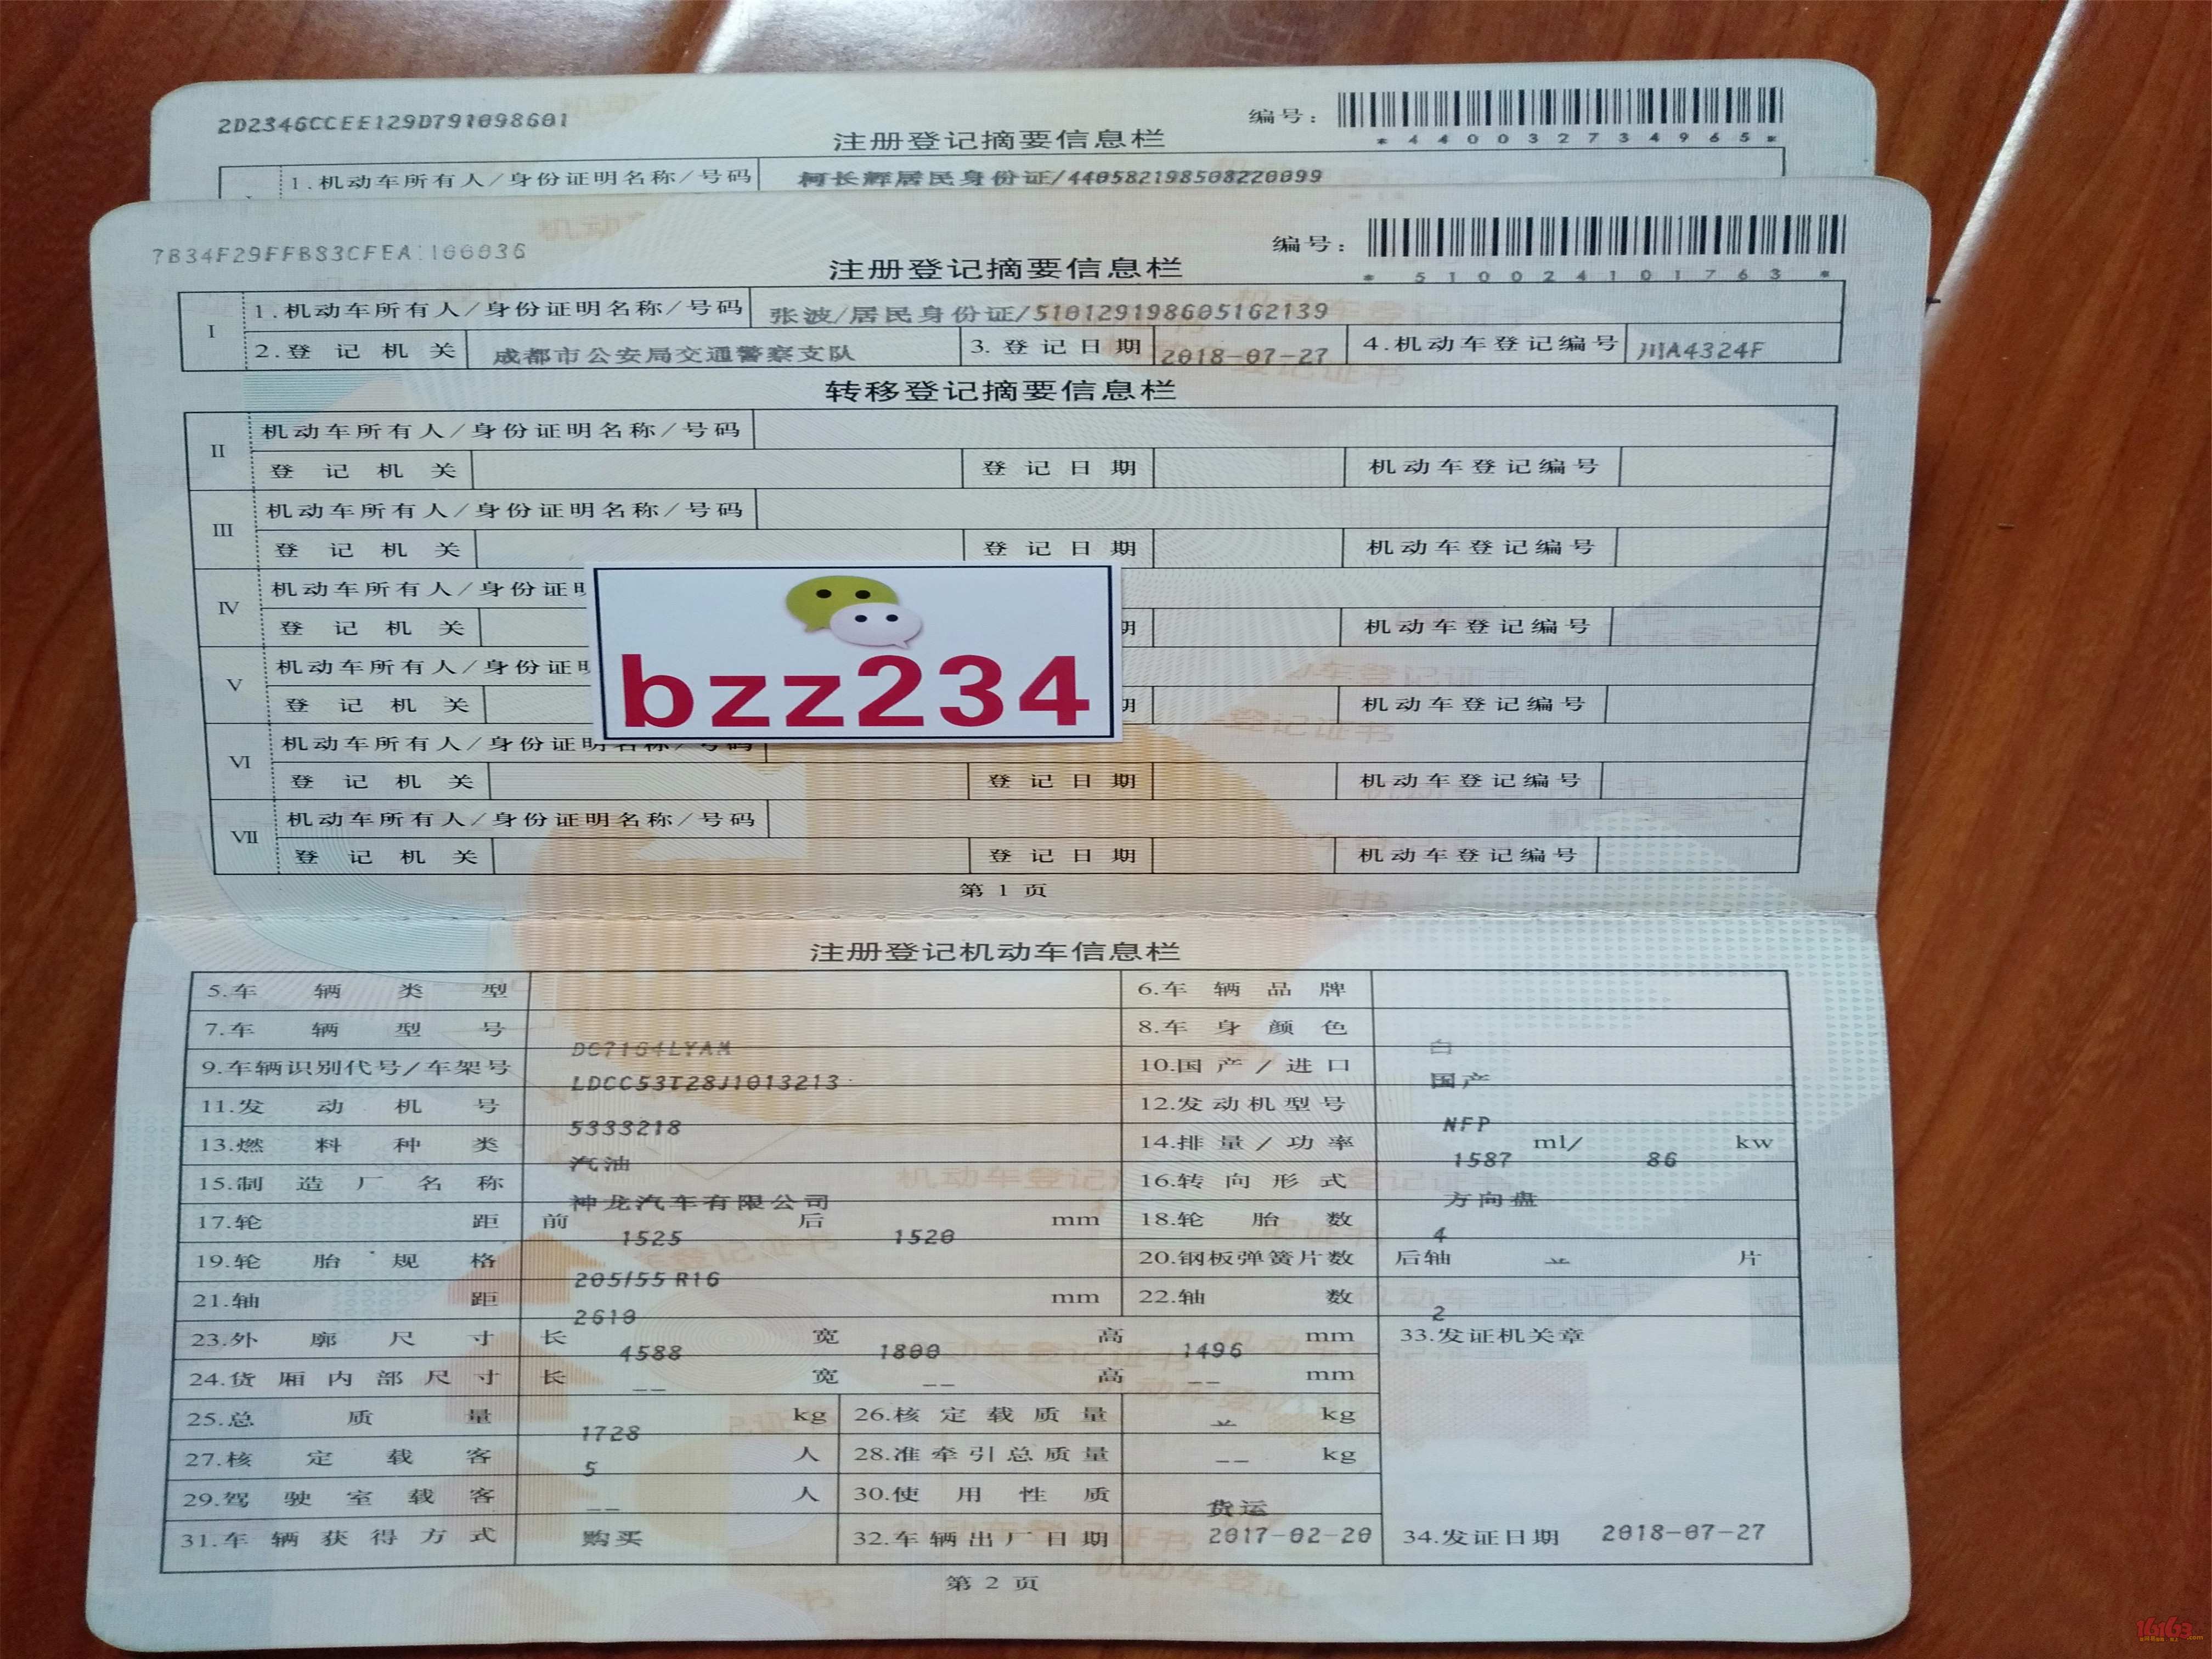 2D2346CCEE129D791098601
编号：
*440032734965*
注册登记摘要信息栏
1.机动车所有人/身份证明名称/号码 柯长辉居民身份证/440582198508220099
7B34F29FFB83CFEA:166036
编号：
* 510024101763 *
注册登记摘要信息栏
I
1.机动车所有人/身份证明名称/号码 张波/居民身份证/510129198605162139
2.登记机关 成都市公安局交通警察支队 3.登记日期 2018-07-27 4.机动车登记编号 川A4324F
转移登记摘要信息栏
II
机动车所有人/身份证明名称/号码
登记机关 登记日期 机动车登记编号
III
机动车所有人/身份证明名称/号码
登记机关 登记日期 机动车登记编号
IV
机动车所有人/身份证明
登记机关 期 机动车登记编号
V
机动车所有人/身份证明
登记机关 期 机动车登记编号
bzz234
VI
机动车所有人/身份证明名称/号码
登记机关 登记日期 机动车登记编号
VII
机动车所有人/身份证明名称/号码
登记机关 登记日期 机动车登记编号
第 1 页
注册登记机动车信息栏
5.车辆类型 6.车辆品牌
7.车辆型号 DC7164LYAM 8.车身颜色 白
9.车辆识别代号/车架号 LDCC53T28J1013213 10.国产/进口 国产
11.发动机号 5333218 12.发动机型号 NFP
13.燃料种类 汽油 14.排量/功率 1587 ml/ 86 kw
15.制造厂名称 神龙汽车有限公司 16.转向形式 方向盘
17.轮距 前 1525 后 1520 mm 18.轮胎数 4
19.轮胎规格 205/55 R16 20.钢板弹簧片数 后轴 -- 片
21.轴距 2610 mm 22.轴数 2
23.外廓尺寸 长 4588 宽 1800 高 1496 mm 33.发证机关章
24.货厢内部尺寸 长 -- 宽 -- 高 -- mm
25.总质量 1728 kg 26.核定载质量 -- kg
27.核定载客 5 人 28.准牵引总质量 -- kg
29.驾驶室载客 -- 人 30.使用性质 货运
31.车辆获得方式 购买 32.车辆出厂日期 2017-02-20 34.发证日期 2018-07-27
第 2 页
16163.com